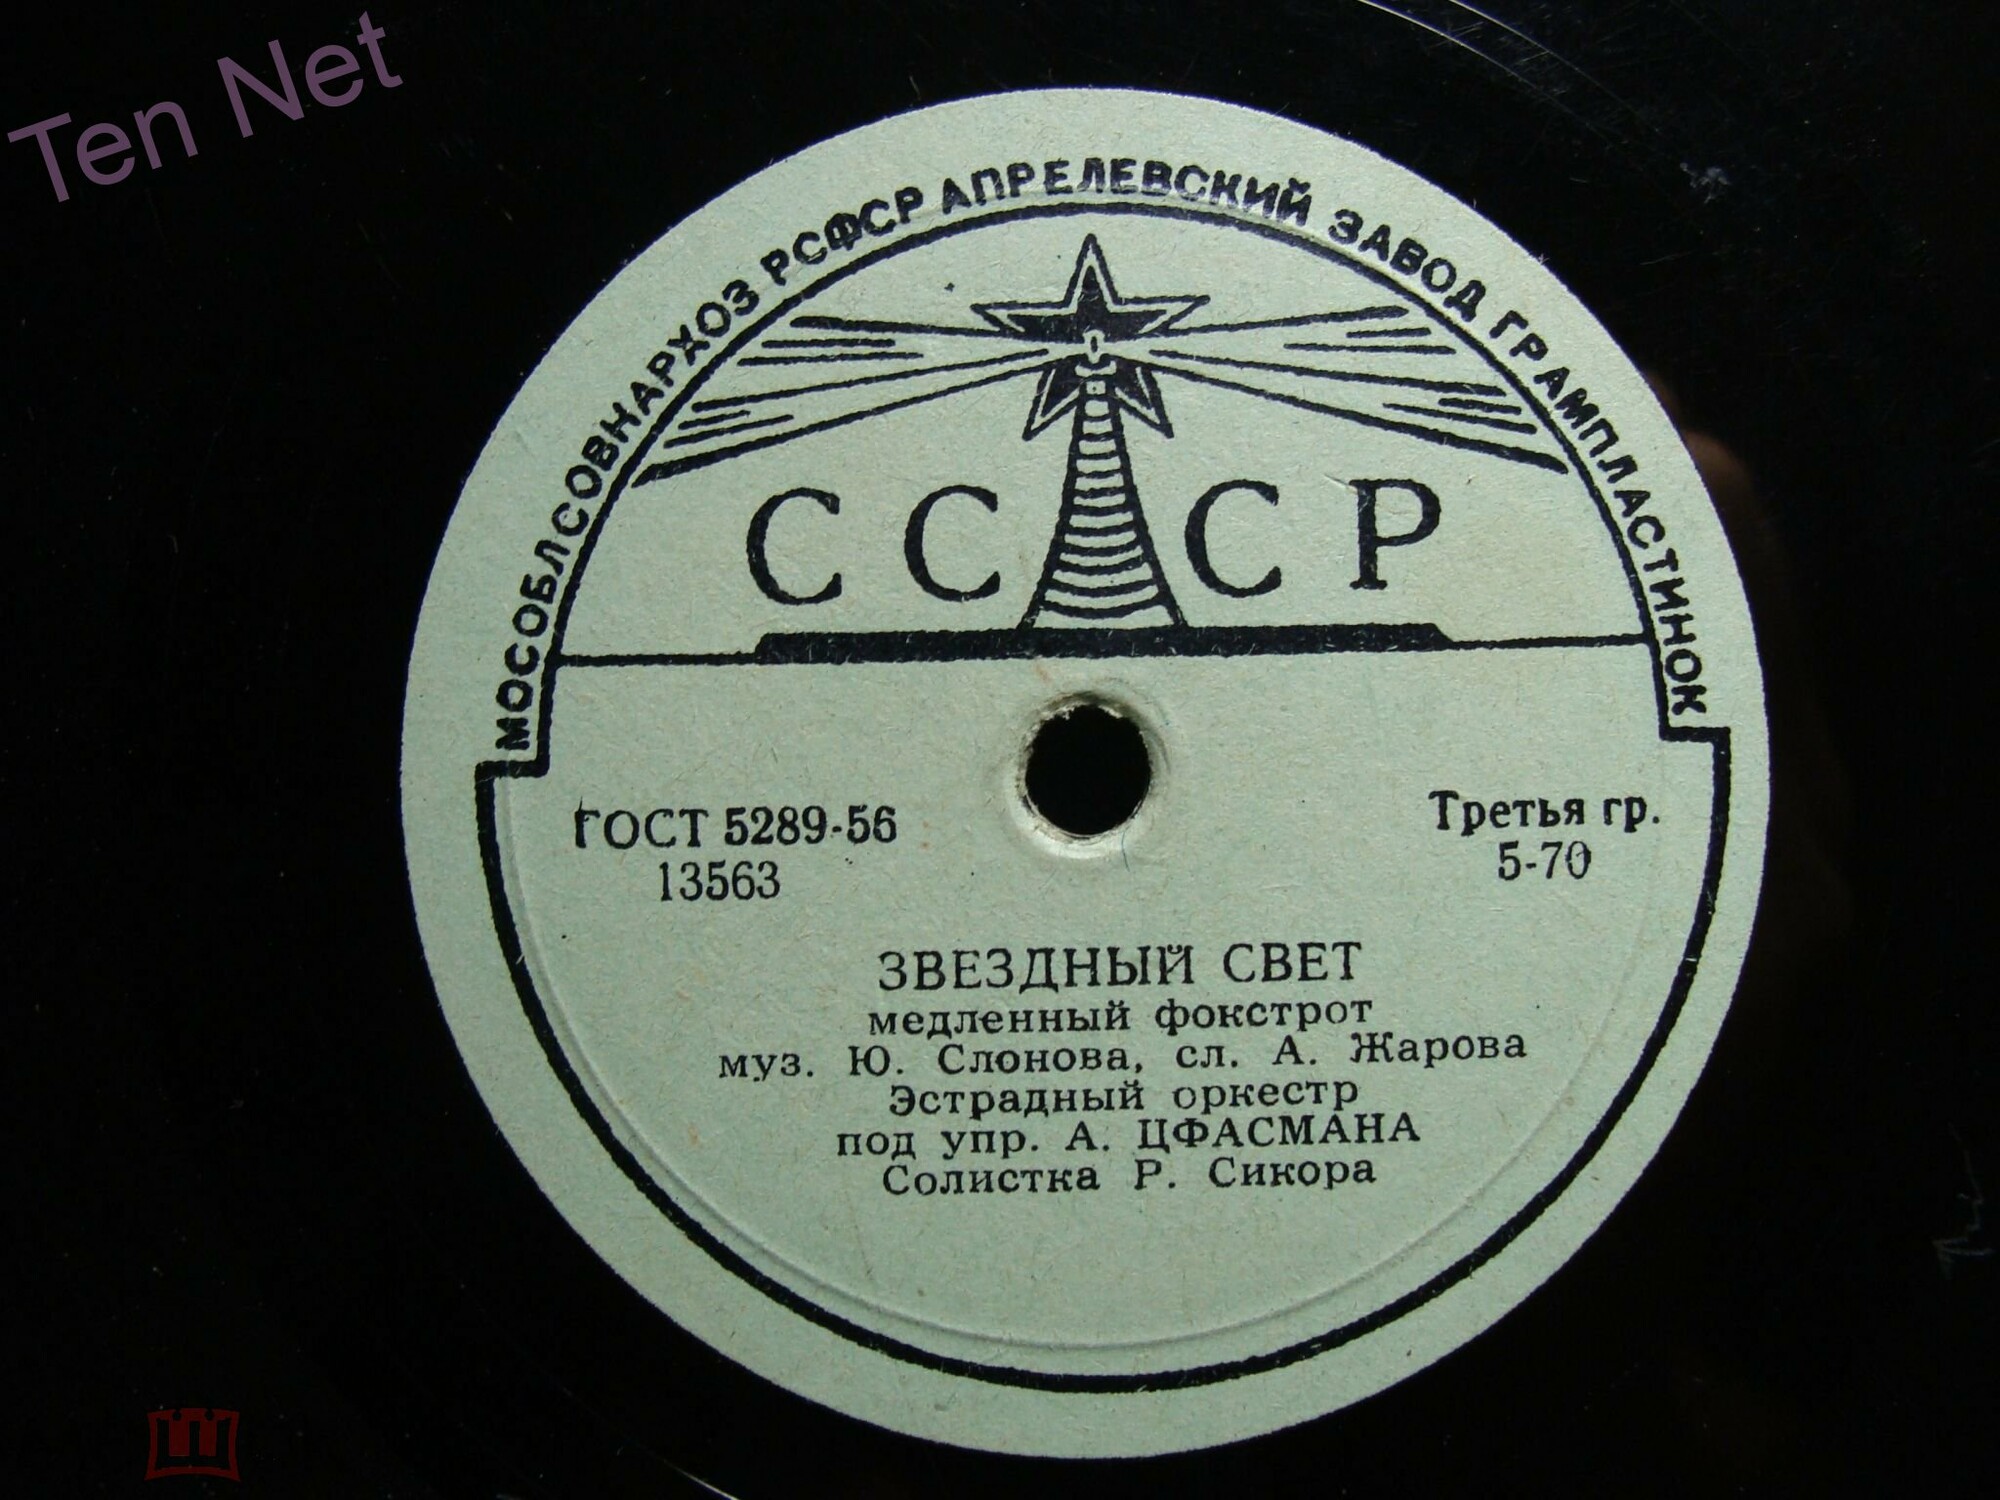 Ten Net
МОСОБЛСОВНАРХОЗ РСФСР АПРЕЛЕВСКИЙ ЗАВОД ГРАМПЛАСТИНОК
СССР
ГОСТ 5289-56
13563
Третья гр.
5-70
ЗВЕЗДНЫЙ СВЕТ
медленный фокстрот
муз. Ю. Слонова, сл. А. Жарова
Эстрадный оркестр
под упр. А. ЦФАСМАНА
Солистка Р. Сикора